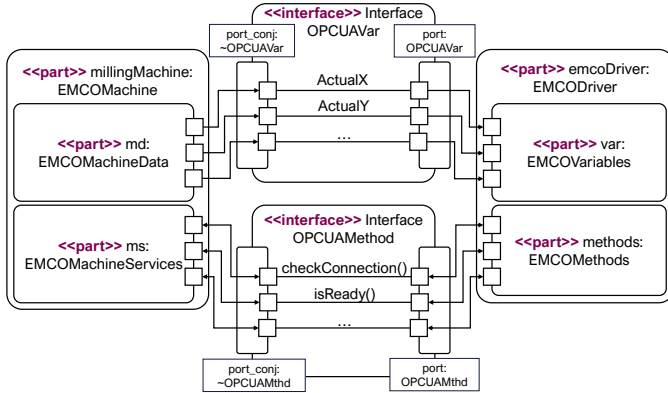 <<interface>> Interface
OPCUAVar
port_conj:
~OPCUAVar
port:
OPCUAVar
<<part>> millingMachine:
EMCOMachine
<<part>> emcoDriver:
EMCODriver
ActualX
ActualY
...
<<part>> md:
EMCOMachineData
<<part>> var:
EMCOVariables
<<part>> ms:
EMCOMachineServices
<<interface>> Interface
OPCUAMethod
<<part>> methods:
EMCOMethods
checkConnection()
isReady()
...
port_conj:
~OPCUAMthd
port:
OPCUAMthd